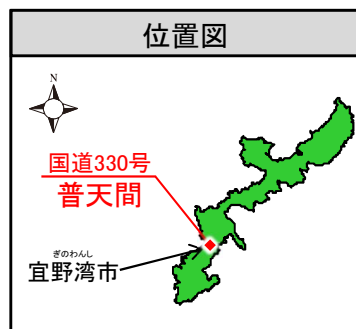 位置図
N
国道330号
普天間
ぎのわんし
宜野湾市